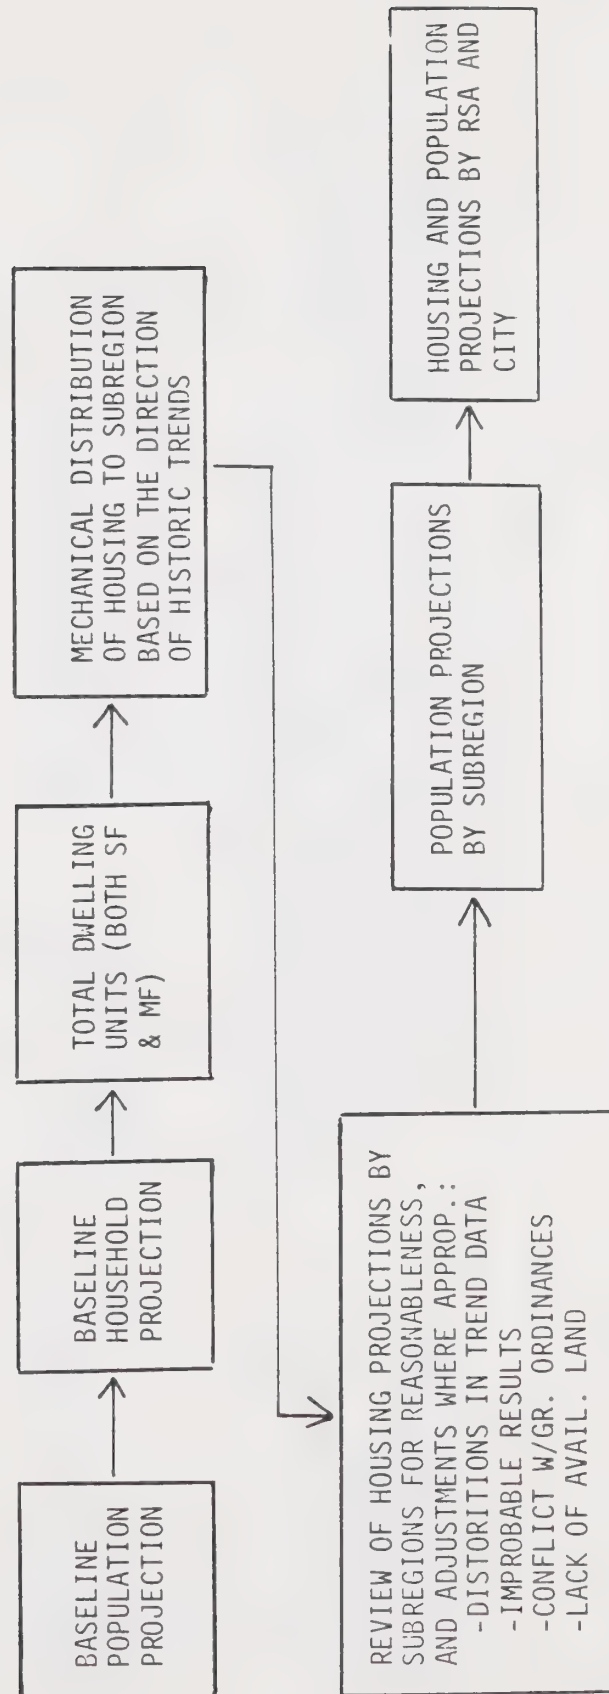 BASELINE
POPULATION
PROJECTION
BASELINE
HOUSEHOLD
PROJECTION
TOTAL DWELLING
UNITS (BOTH SF
& MF)
MECHANICAL DISTRIBUTION
OF HOUSING TO SUBREGION
BASED ON THE DIRECTION
OF HISTORIC TRENDS
REVIEW OF HOUSING PROJECTIONS BY
SUBREGIONS FOR REASONABLENESS,
AND ADJUSTMENTS WHERE APPROP.:
-DISTORITIONS IN TREND DATA
-IMPROBABLE RESULTS
-CONFLICT W/GR. ORDINANCES
-LACK OF AVAIL. LAND
POPULATION PROJECTIONS
BY SUBREGION
HOUSING AND POPULATION
PROJECTIONS BY RSA AND
CITY